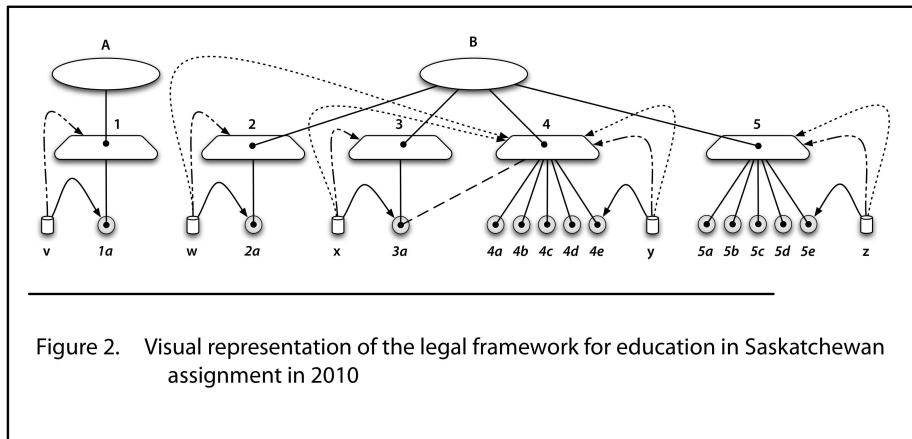 A B
1 2 3 4 5
v 1a w 2a x 3a 4a 4b 4c 4d 4e y 5a 5b 5c 5d 5e z
Figure 2. Visual representation of the legal framework for education in Saskatchewan
assignment in 2010